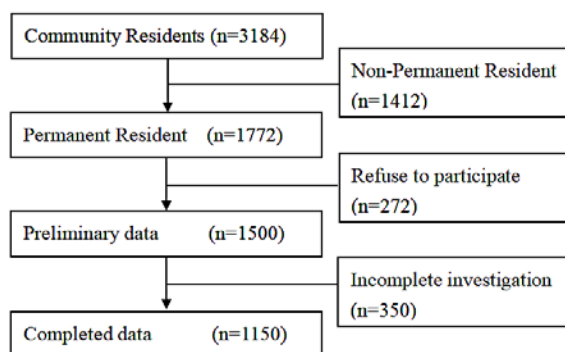 Community Residents (n=3184)
Non-Permanent Resident
(n=1412)
Permanent Resident (n=1772)
Refuse to participate
(n=272)
Preliminary data (n=1500)
Incomplete investigation
(n=350)
Completed data (n=1150)